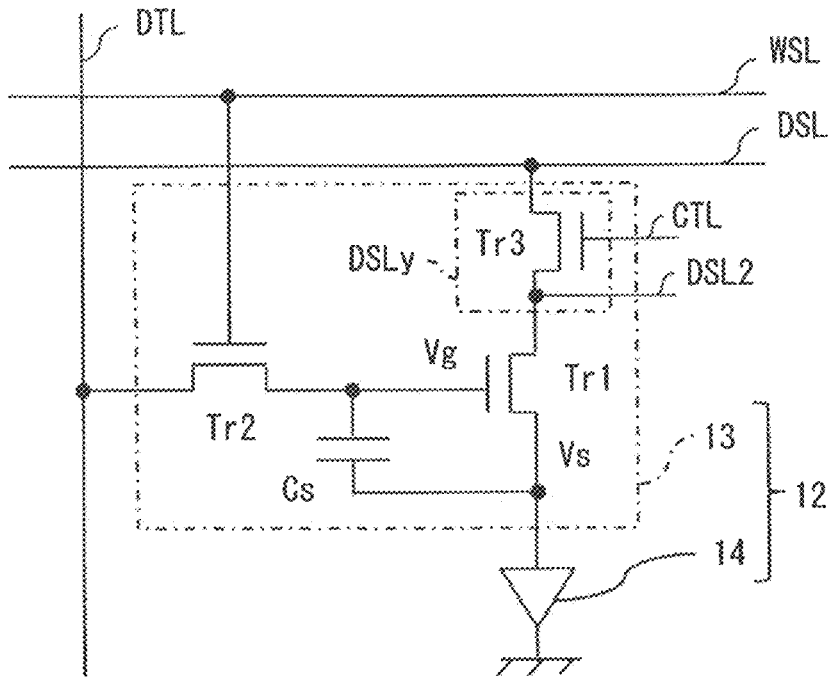 DTL
WSL
DSL
CTL
Tr3
DSLy
DSL2
Vg
Tr1
Tr2
13
Vs
Cs
12
14